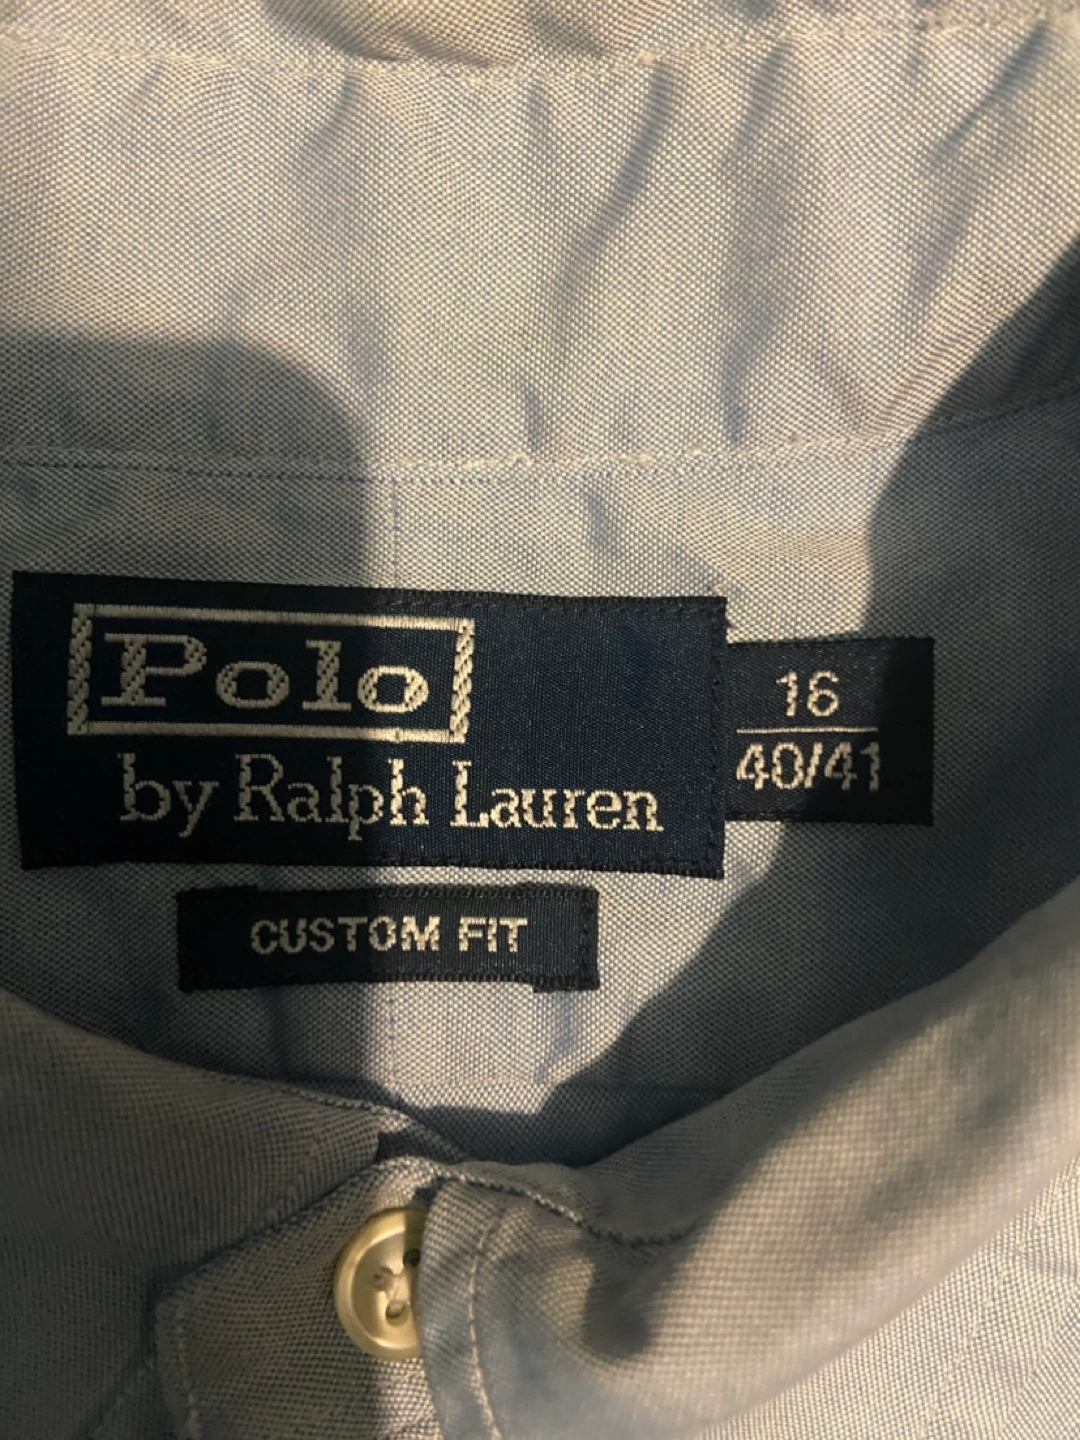 Polo
by Ralph Lauren
16
40/41
CUSTOM FIT